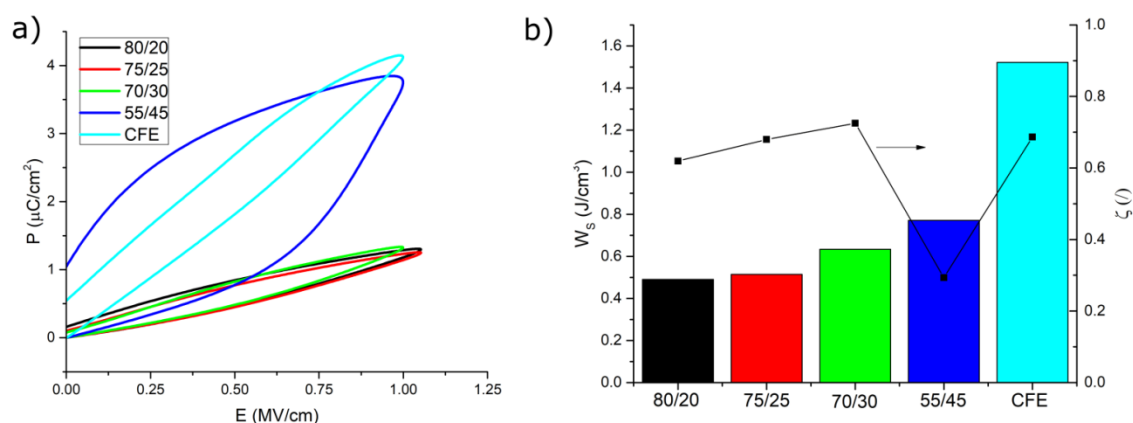 a)
80/20
75/25
70/30
55/45
CFE
P (μC/cm²)
4
3
2
1
0
0.00 0.25 0.50 0.75 1.00 1.25
E (MV/cm)
b)
W_S (J/cm³)
1.6
1.4
1.2
1.0
0.8
0.6
0.4
0.2
0.0
1.0
0.8
0.6
0.4
0.2
0.0
ζ (/)
80/20 75/25 70/30 55/45 CFE